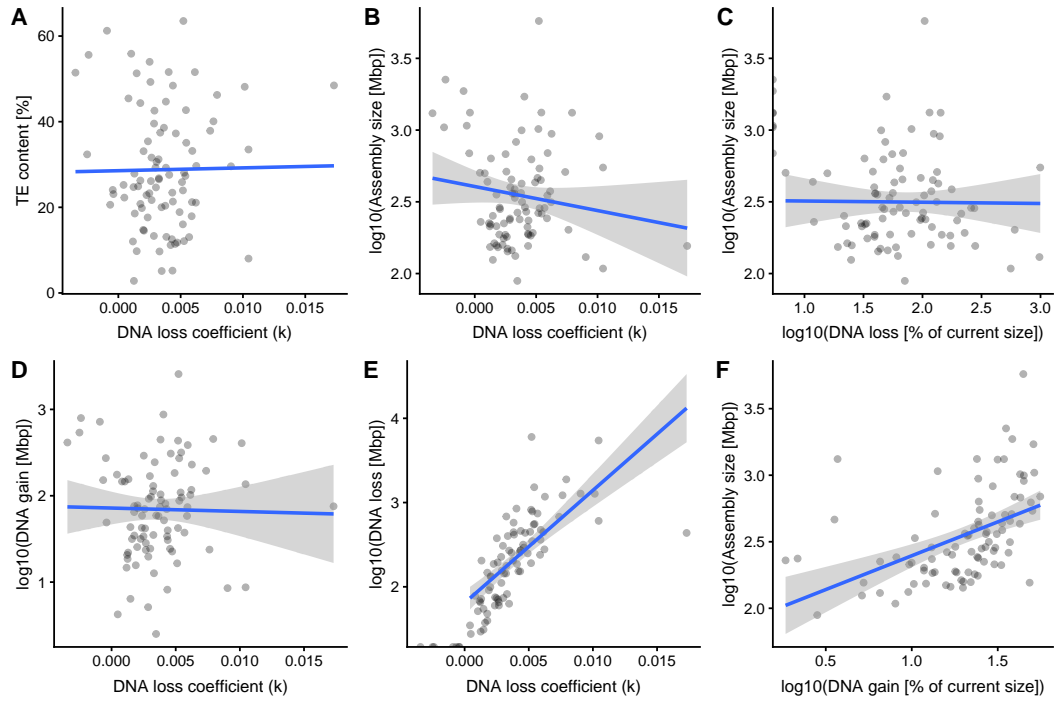 A
TE content [%]
60
40
20
0
0.000 0.005 0.010 0.015
DNA loss coefficient (k)
B
log10(Assembly size [Mbp])
3.5
3.0
2.5
2.0
0.000 0.005 0.010 0.015
DNA loss coefficient (k)
C
log10(Assembly size [Mbp])
3.5
3.0
2.5
2.0
1.0 1.5 2.0 2.5 3.0
log10(DNA loss [% of current size])
D
log10(DNA gain [Mbp])
3
2
1
0.000 0.005 0.010 0.015
DNA loss coefficient (k)
E
log10(DNA loss [Mbp])
4
3
2
0.000 0.005 0.010 0.015
DNA loss coefficient (k)
F
log10(Assembly size [Mbp])
3.5
3.0
2.5
2.0
0.5 1.0 1.5
log10(DNA gain [% of current size])